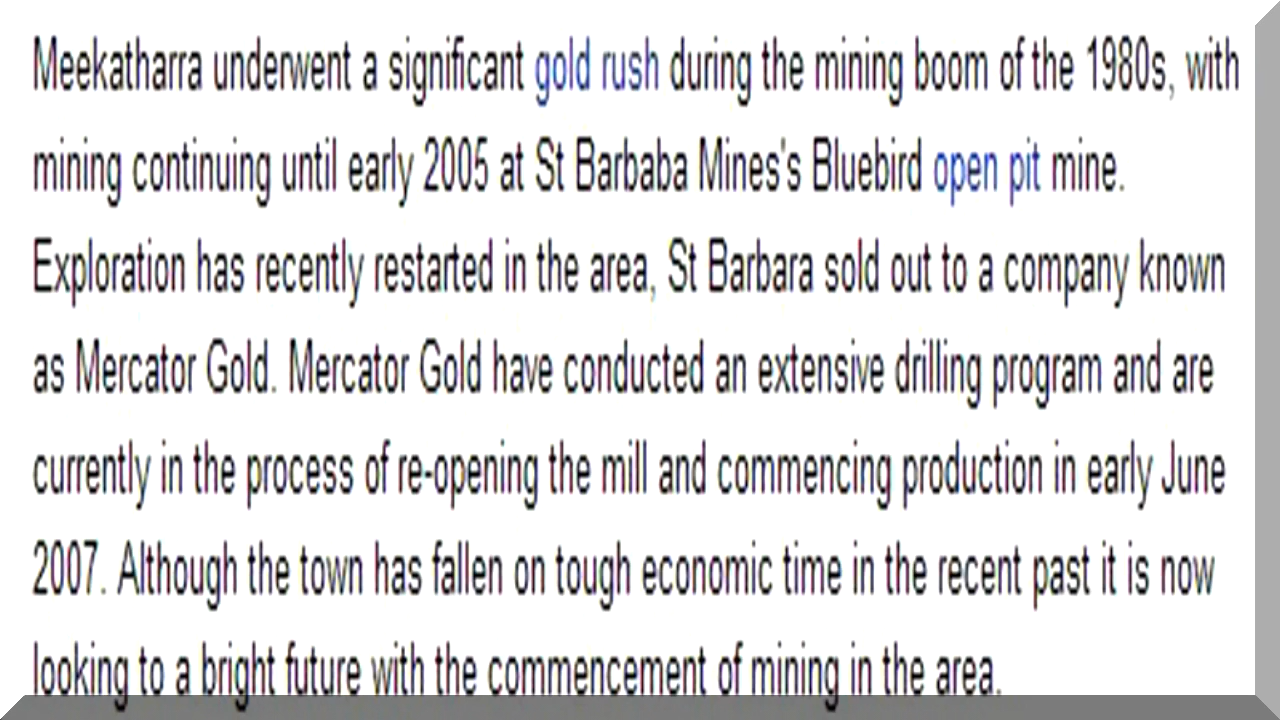 Meekatharra underwent a significant gold rush during the mining boom of the 1980s, with
mining continuing until early 2005 at St Barbaba Mines's Bluebird open pit mine.
Exploration has recently restarted in the area, St Barbara sold out to a company known
as Mercator Gold. Mercator Gold have conducted an extensive drilling program and are
currently in the process of re-opening the mill and commencing production in early June
2007. Although the town has fallen on tough economic time in the recent past it is now
looking to a bright future with the commencement of mining in the area.